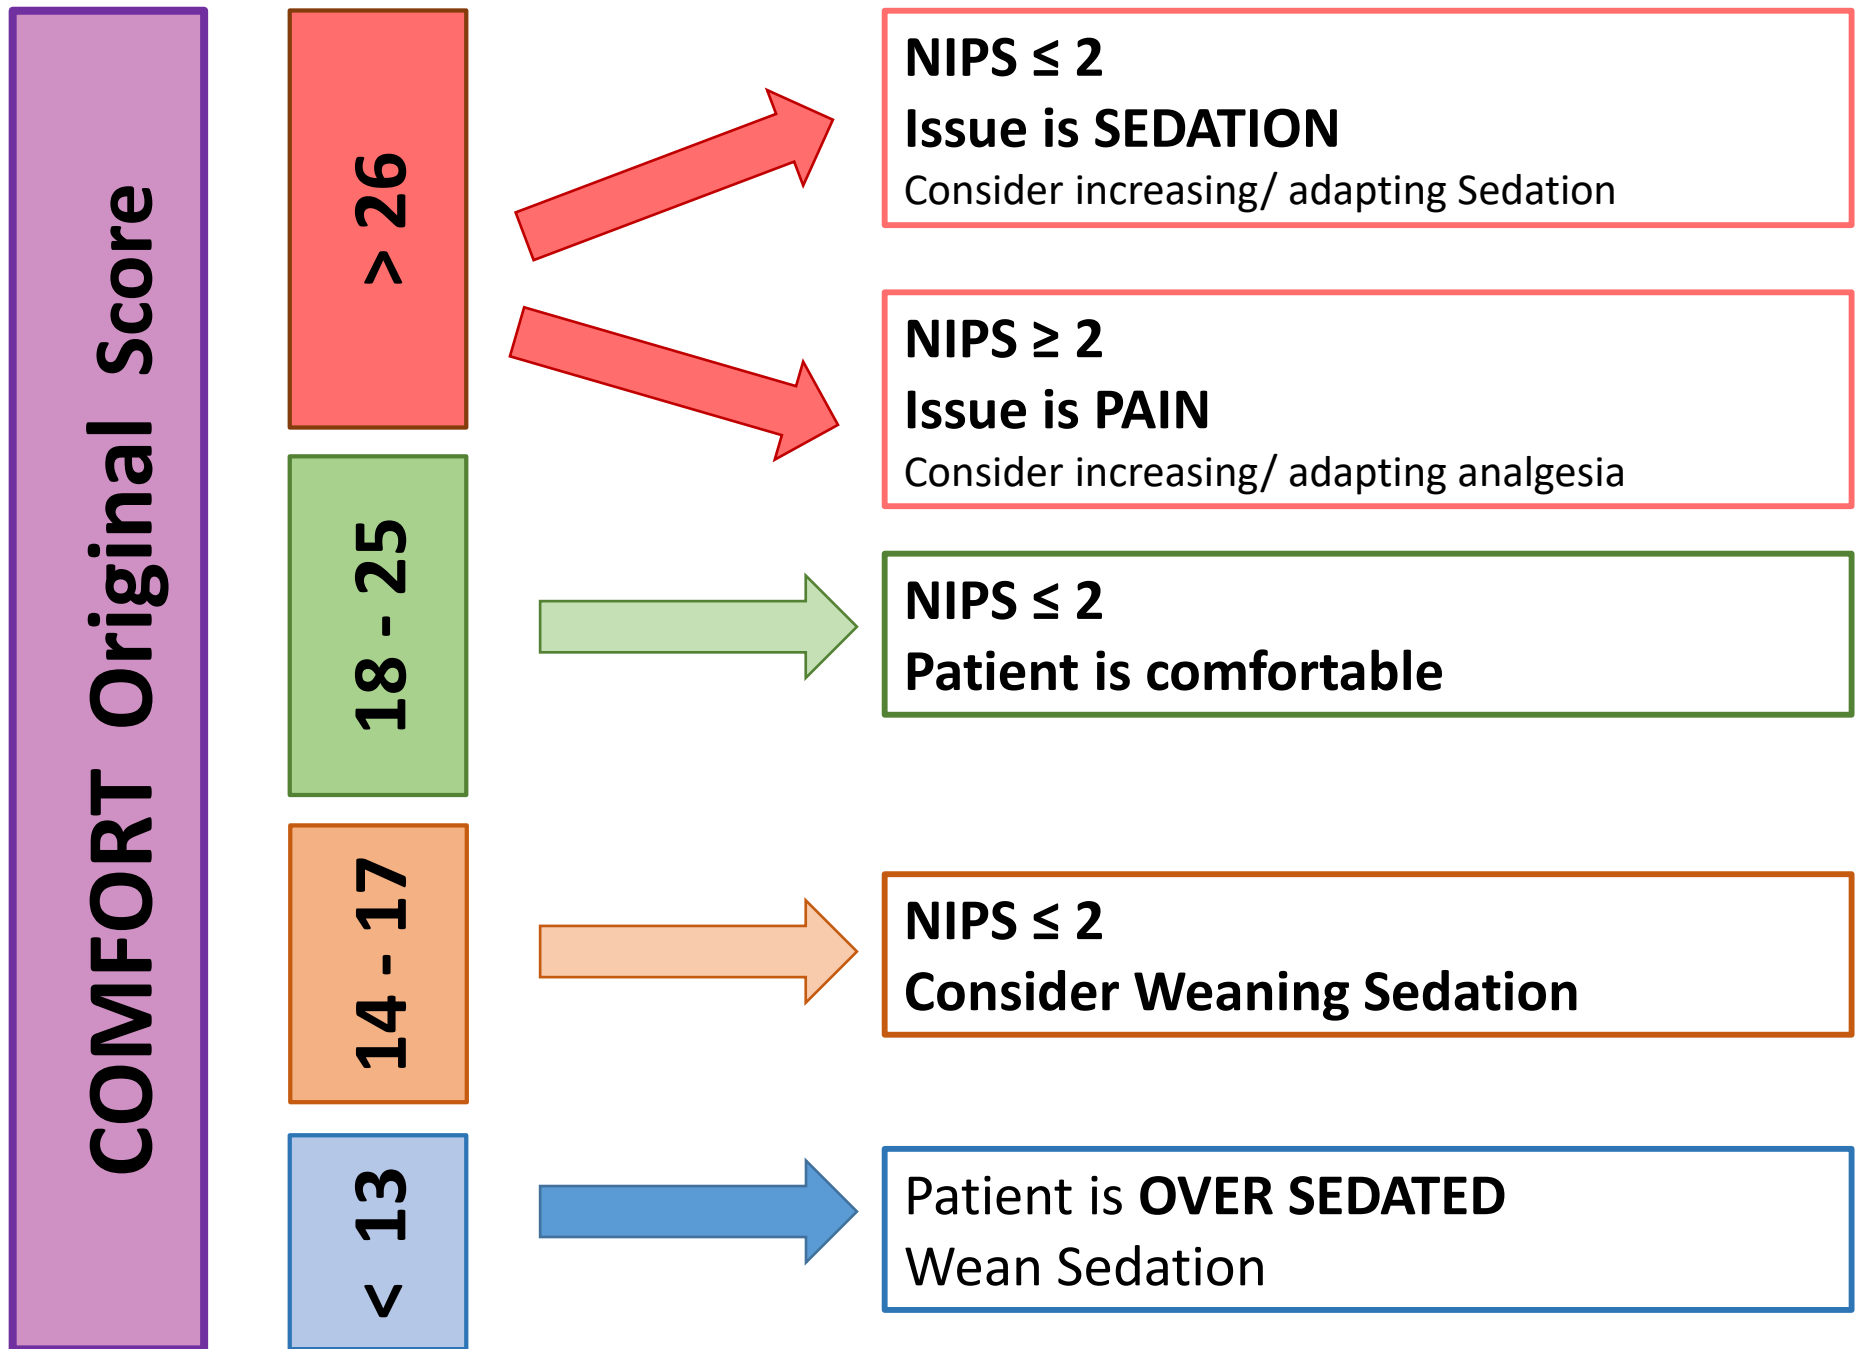 COMFORT Original Score
> 26
NIPS ≤ 2
Issue is SEDATION
Consider increasing/ adapting Sedation
NIPS ≥ 2
Issue is PAIN
Consider increasing/ adapting analgesia
18 - 25
NIPS ≤ 2
Patient is comfortable
14 - 17
NIPS ≤ 2
Consider Weaning Sedation
< 13
Patient is OVER SEDATED
Wean Sedation